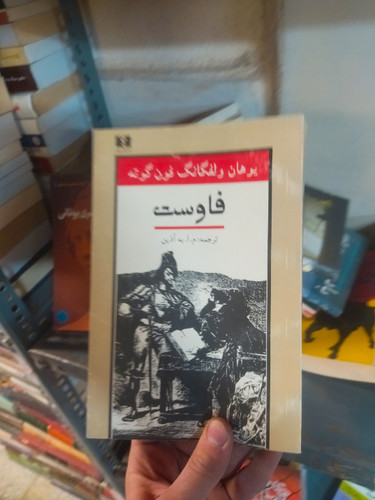 یوهان ولفگانگ فون گوته
فاوست
ترجمه: م. ا. به آذین